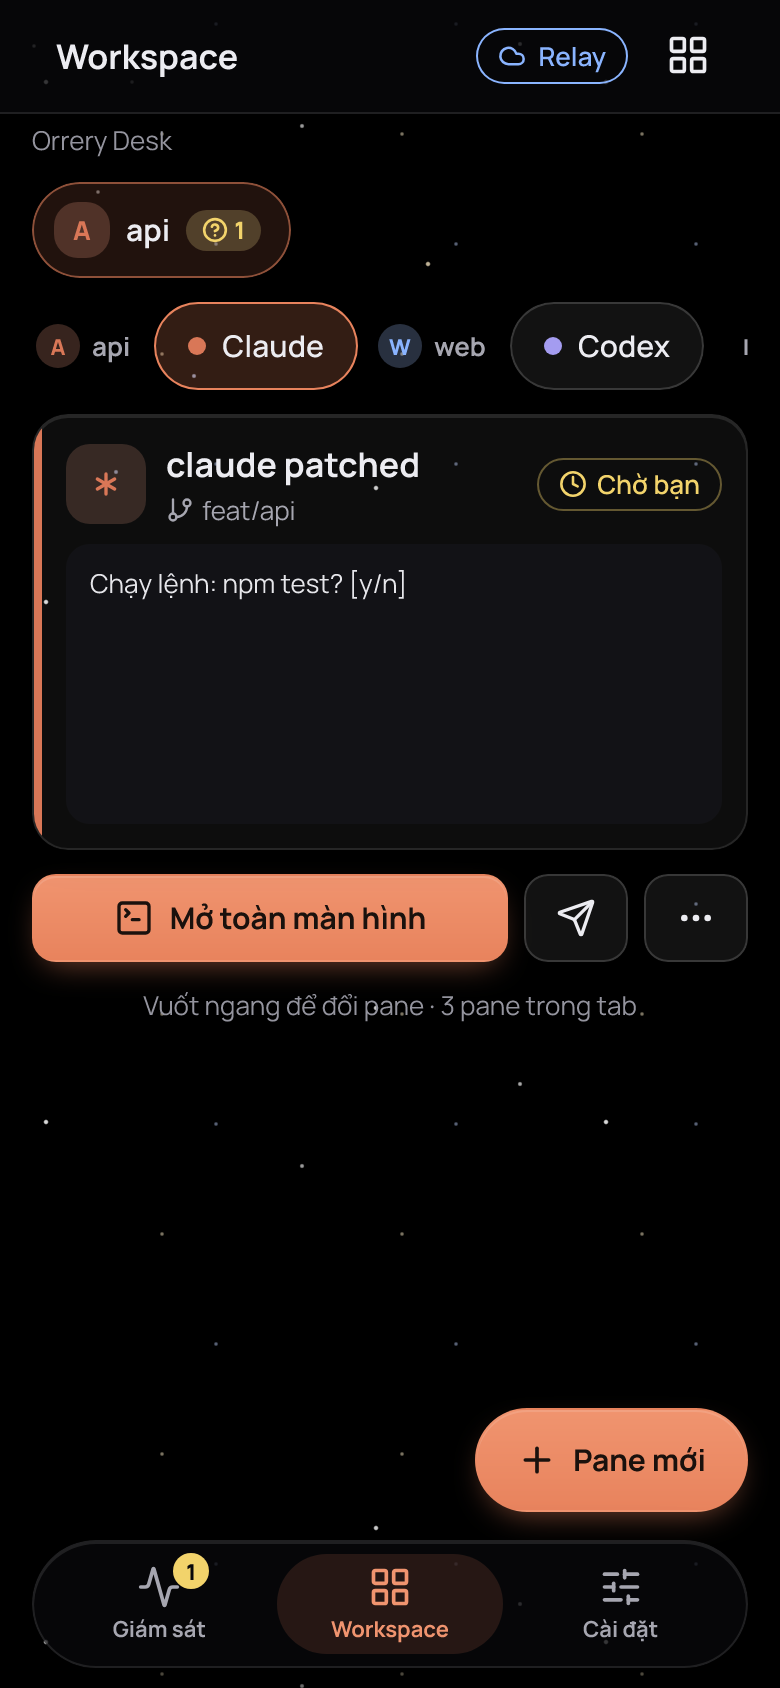 Workspace
Relay
Orrery Desk
A api 1
A api Claude W web Codex
claude patched
feat/api
Chờ bạn
Chạy lệnh: npm test? [y/n]
Mở toàn màn hình
Vuốt ngang để đổi pane · 3 pane trong tab.
Pane mới
1
Giám sát
Workspace
Cài đặt